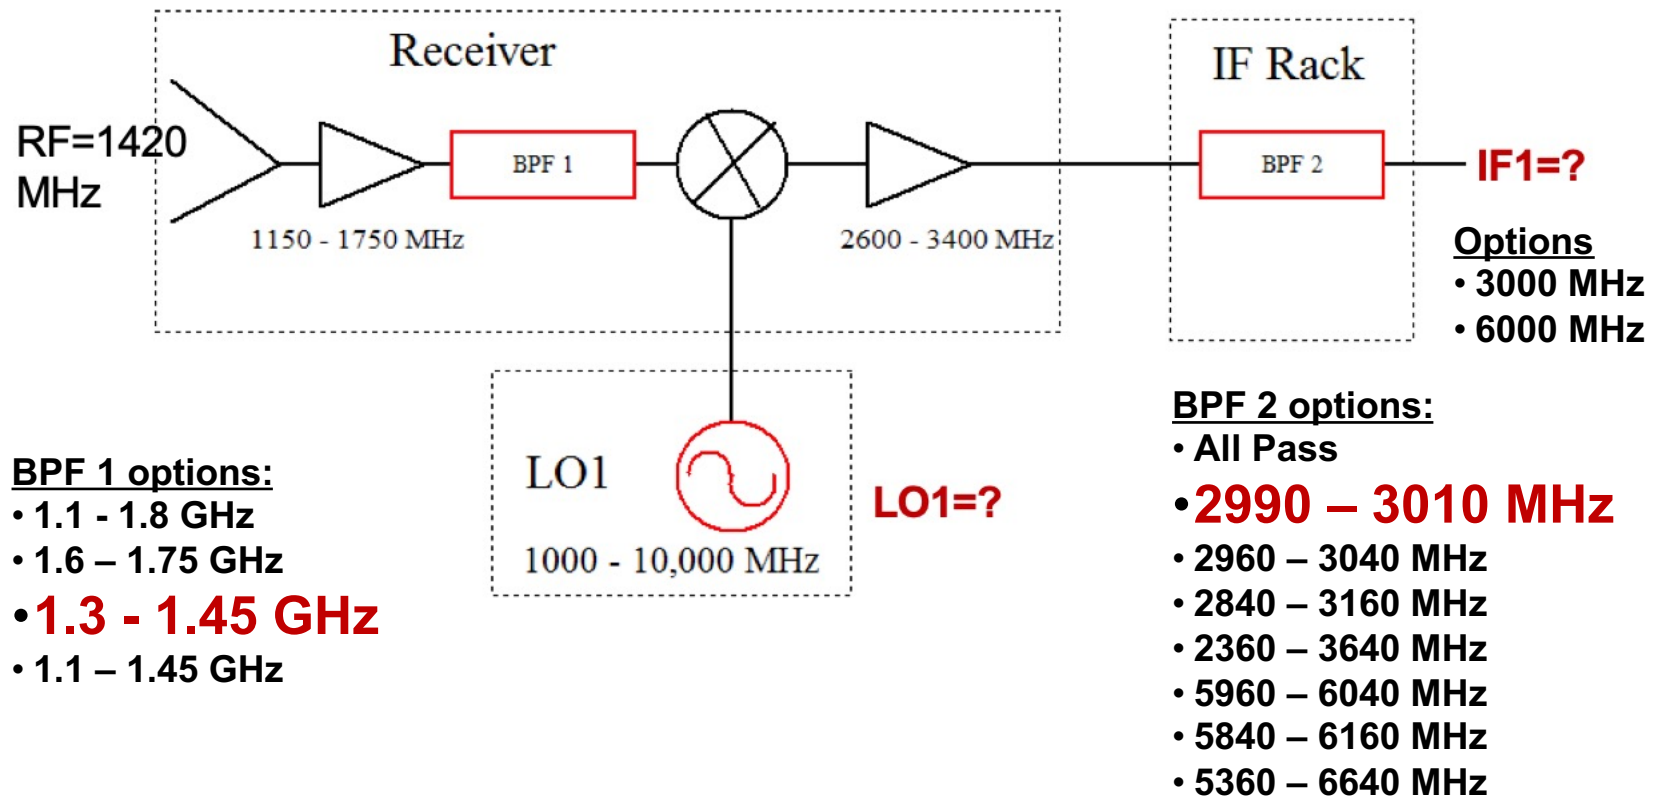 Receiver
IF Rack
RF=1420
MHz
BPF 1
BPF 2
IF1=?
1150 - 1750 MHz
2600 - 3400 MHz
Options
• 3000 MHz
• 6000 MHz
LO1
LO1=?
1000 - 10,000 MHz
BPF 1 options:
• 1.1 - 1.8 GHz
• 1.6 – 1.75 GHz
•1.3 - 1.45 GHz
• 1.1 – 1.45 GHz
BPF 2 options:
• All Pass
•2990 – 3010 MHz
• 2960 – 3040 MHz
• 2840 – 3160 MHz
• 2360 – 3640 MHz
• 5960 – 6040 MHz
• 5840 – 6160 MHz
• 5360 – 6640 MHz